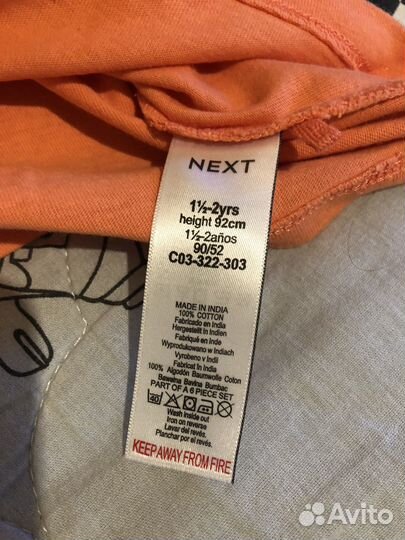 NEXT
1½-2yrs
height 92cm
1½-2años
90/52
C03-322-303
MADE IN INDIA
100% COTTON
Fabricado en India
Hergestellt In Indien
Fabriqué en Inde
Wyprodukowano w Indiach
Vyrobeno v Indii
Fabricat în India
100% Algodón Baumwolle Coton
Bawełna Bavlna Bumbac
PART OF A 6 PIECE SET
40
Wash inside out
Iron on reverse
Lavar del revés.
Planchar por el revés.
KEEP AWAY FROM FIRE
Avito